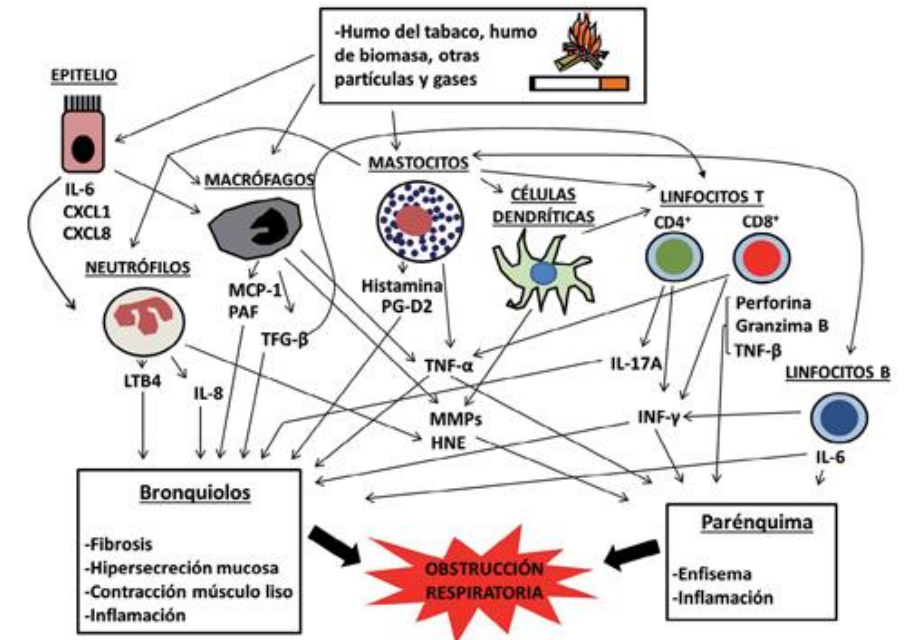 -Humo del tabaco, humo
de biomasa, otras
partículas y gases
EPITELIO
IL-6
CXCL1
CXCL8
MACRÓFAGOS
MASTOCITOS
CÉLULAS
DENDRÍTICAS
LINFOCITOS T
CD4+
CD8+
NEUTRÓFILOS
MCP-1
PAF
TFG-β
Histamina
PG-D2
Perforina
Granzima B
TNF-β
LTB4
IL-8
TNF-α
IL-17A
LINFOCITOS B
MMPs
HNE
INF-γ
IL-6
Bronquiolos
-Fibrosis
-Hipersecreción mucosa
-Contracción músculo liso
-Inflamación
OBSTRUCCIÓN
RESPIRATORIA
Parénquima
-Enfisema
-Inflamación